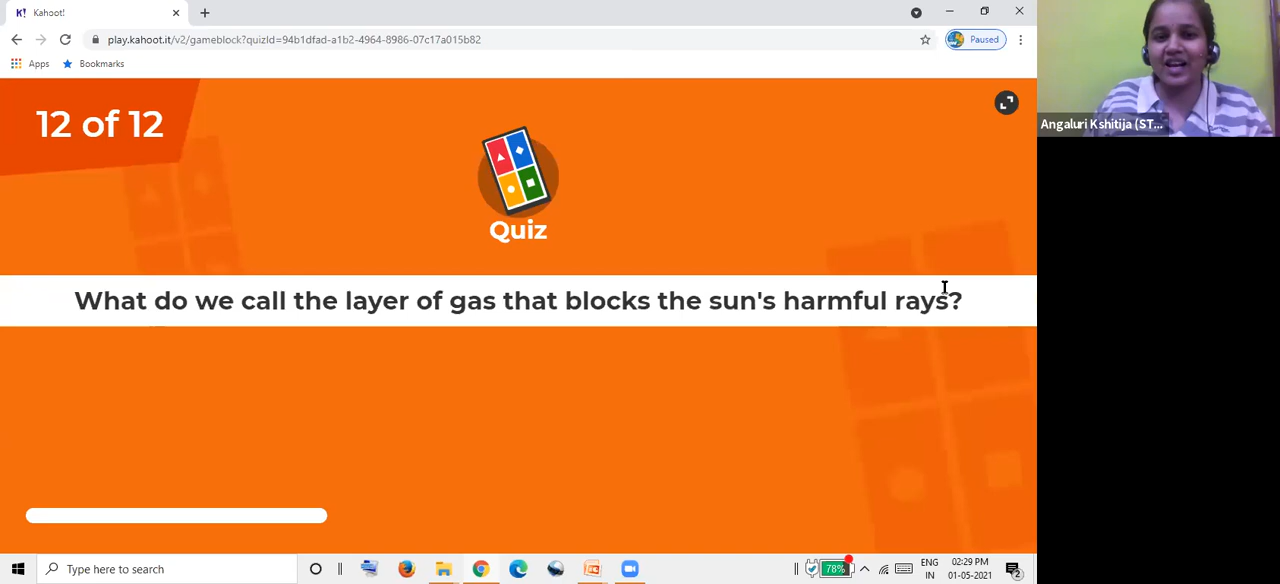 K! Kahoot!
play.kahoot.it/v2/gameblock?quizId=94b1dfad-a1b2-4964-8986-07c17a015b82
Paused
Apps
Bookmarks
12 of 12
Quiz
What do we call the layer of gas that blocks the sun's harmful rays?
Angaluri Kshitija (ST...
Type here to search
78%
ENG
IN
02:29 PM
01-05-2021
2